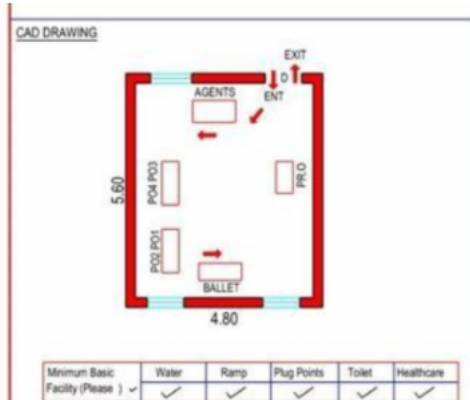 CAD DRAWING
EXIT
D
ENT
AGENTS
PO4 PO3
PR.O
5.60
PO2 PO1
BALLET
4.80
Minimum Basic Facility (Please ) ✓ Water Ramp Plug Points Toilet Healthcare
✓ ✓ ✓ ✓ ✓